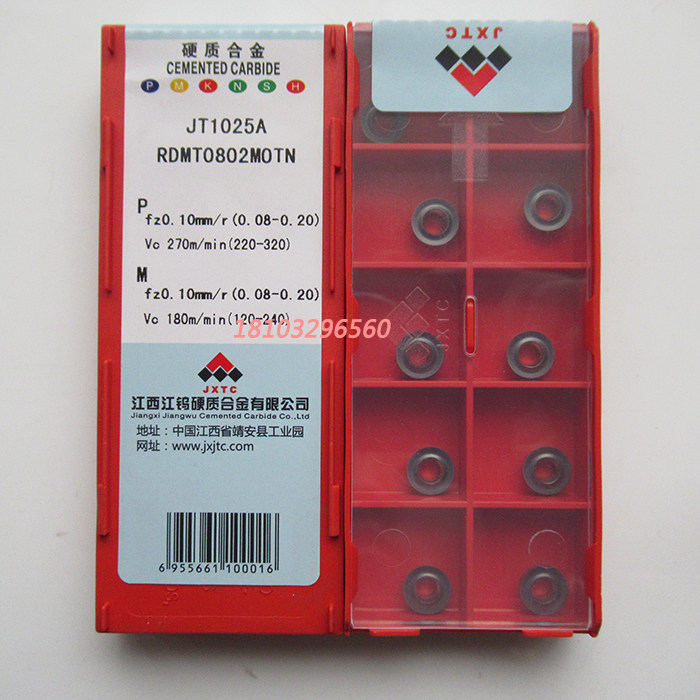 硬质合金
CEMENTED CARBIDE
P M K N S H
JT1025A
RDMT0802MOTN
P
fz0.10mm/r(0.08-0.20)
Vc 270m/min(220-320)
M
fz0.10mm/r(0.08-0.20)
Vc 180m/min(120-240)
18103296560
JXTC
江西江钨硬质合金有限公司
Jiangxi Jiangwu Cemented Carbide Co.,Ltd
地址：中国江西省靖安县工业园
网址：www.jxjtc.com
6 955661 100016
JXTC
JXTC